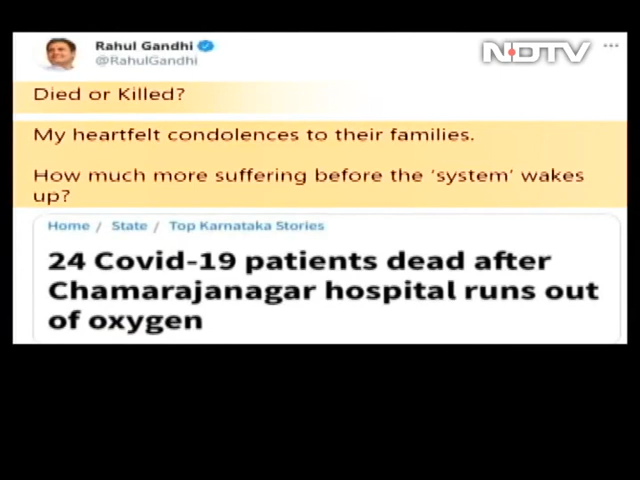 Rahul Gandhi
NDTV
@RahulGandhi
Died or Killed?
My heartfelt condolences to their families.
How much more suffering before the 'system' wakes
up?
Home / State / Top Karnataka Stories
24 Covid-19 patients dead after
Chamarajanagar hospital runs out
of oxygen